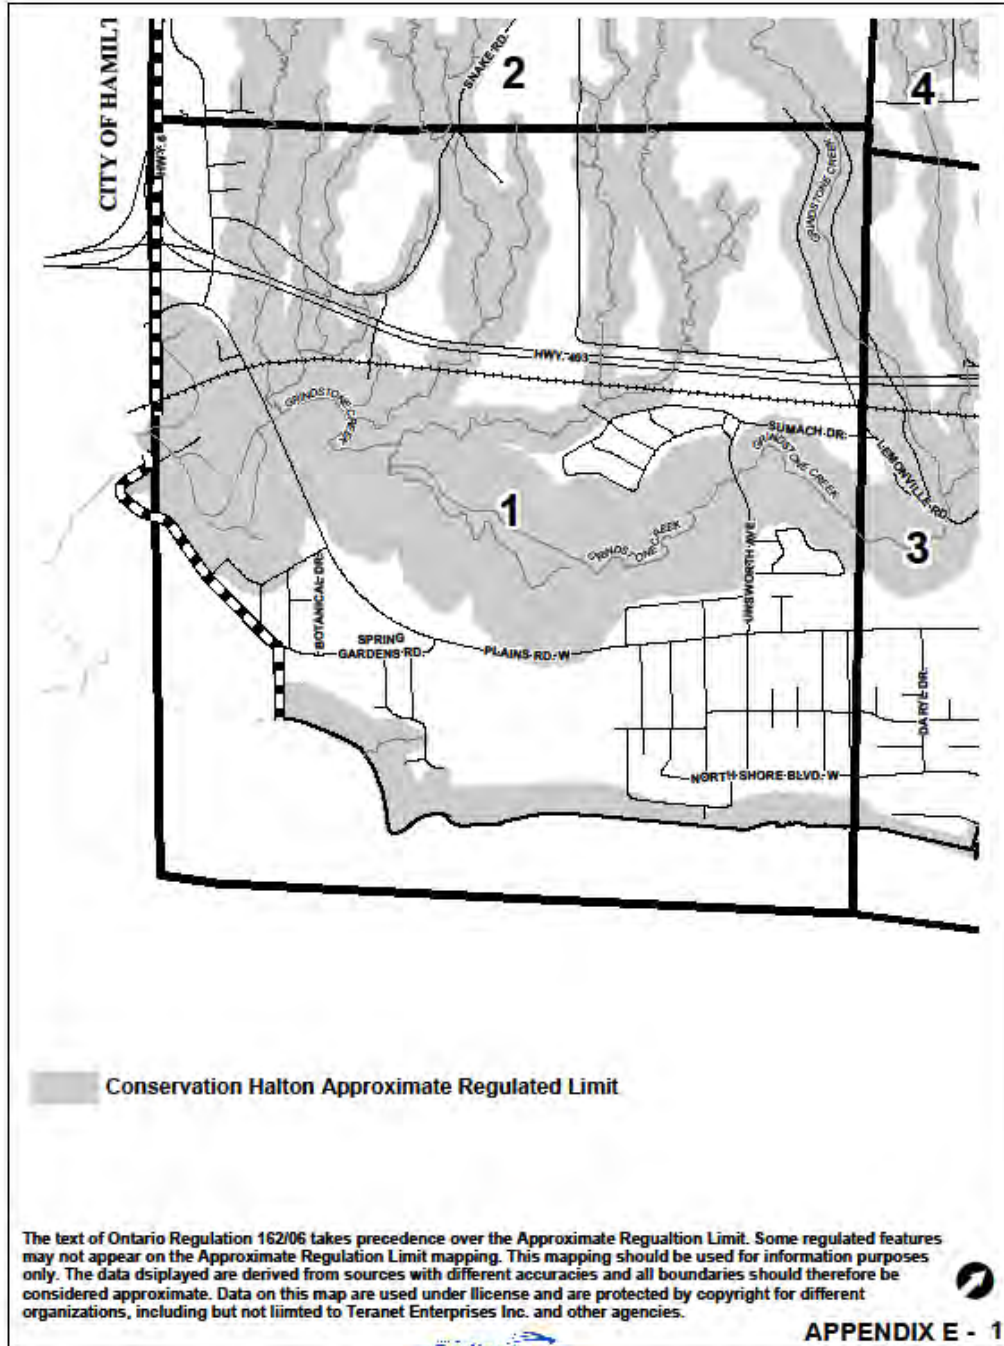 CITY OF HAMILT
HWY. 6
SNAKE RD.
2
4
GRINDSTONE CREEK
HWY. 403
GRINDSTONE CREEK
SUMACH DR.
GRINDSTONE CREEK
LEMONVILLE RD.
1
GRINDSTONE CREEK
3
UNSWORTH AVE.
BOTANICAL DR.
SPRING
GARDENS RD.
PLAINS RD. W
DARYL DR.
NORTH SHORE BLVD. W
Conservation Halton Approximate Regulated Limit
The text of Ontario Regulation 162/06 takes precedence over the Approximate Regualtion Limit. Some regulated features
may not appear on the Approximate Regulation Limit mapping. This mapping should be used for information purposes
only. The data dsiplayed are derived from sources with different accuracies and all boundaries should therefore be
considered approximate. Data on this map are used under llicense and are protected by copyright for different
organizations, including but not liimted to Teranet Enterprises Inc. and other agencies.
APPENDIX E - 1